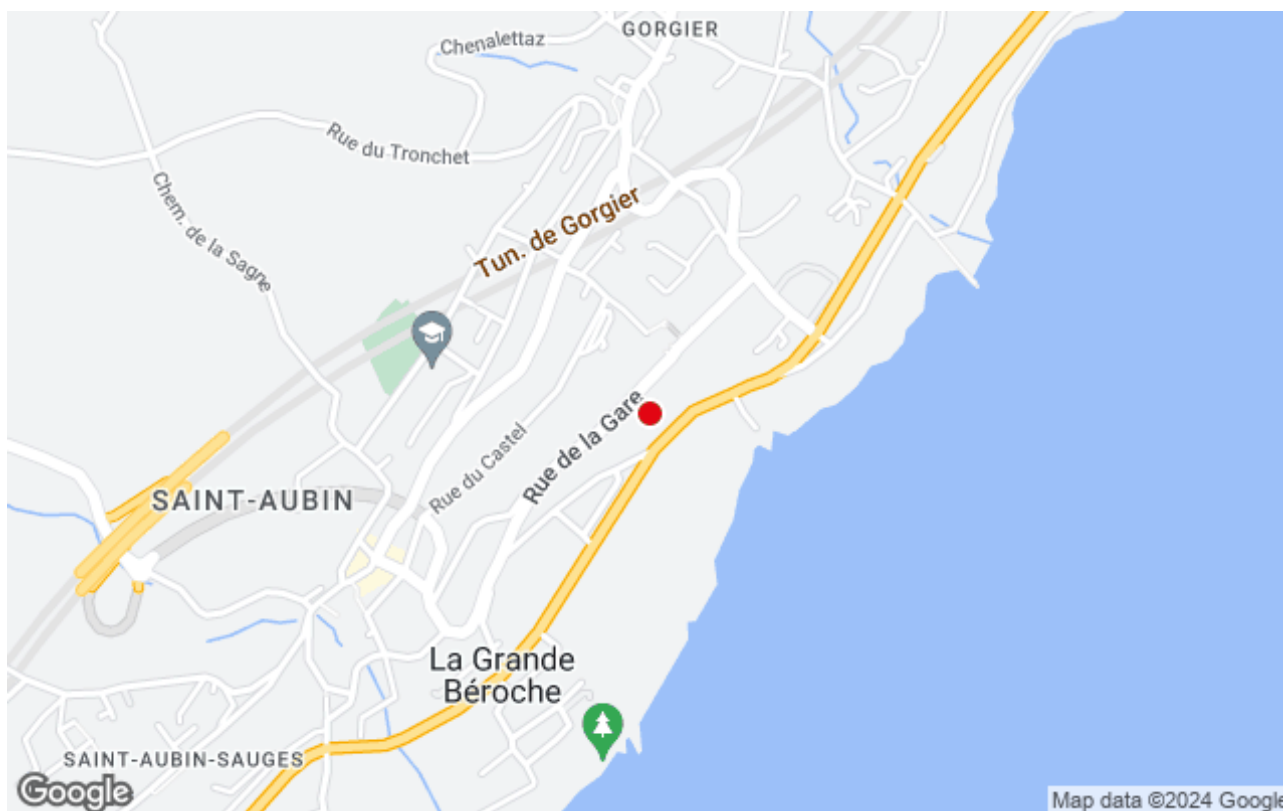 GORGIER
Chenalettaz
Rue du Tronchet
Chem. de la Sagne
Tun. de Gorgier
Rue de la Gare
Rue du Castel
SAINT-AUBIN
La Grande
Béroche
SAINT-AUBIN-SAUGES
Google
Map data ©2024 Google